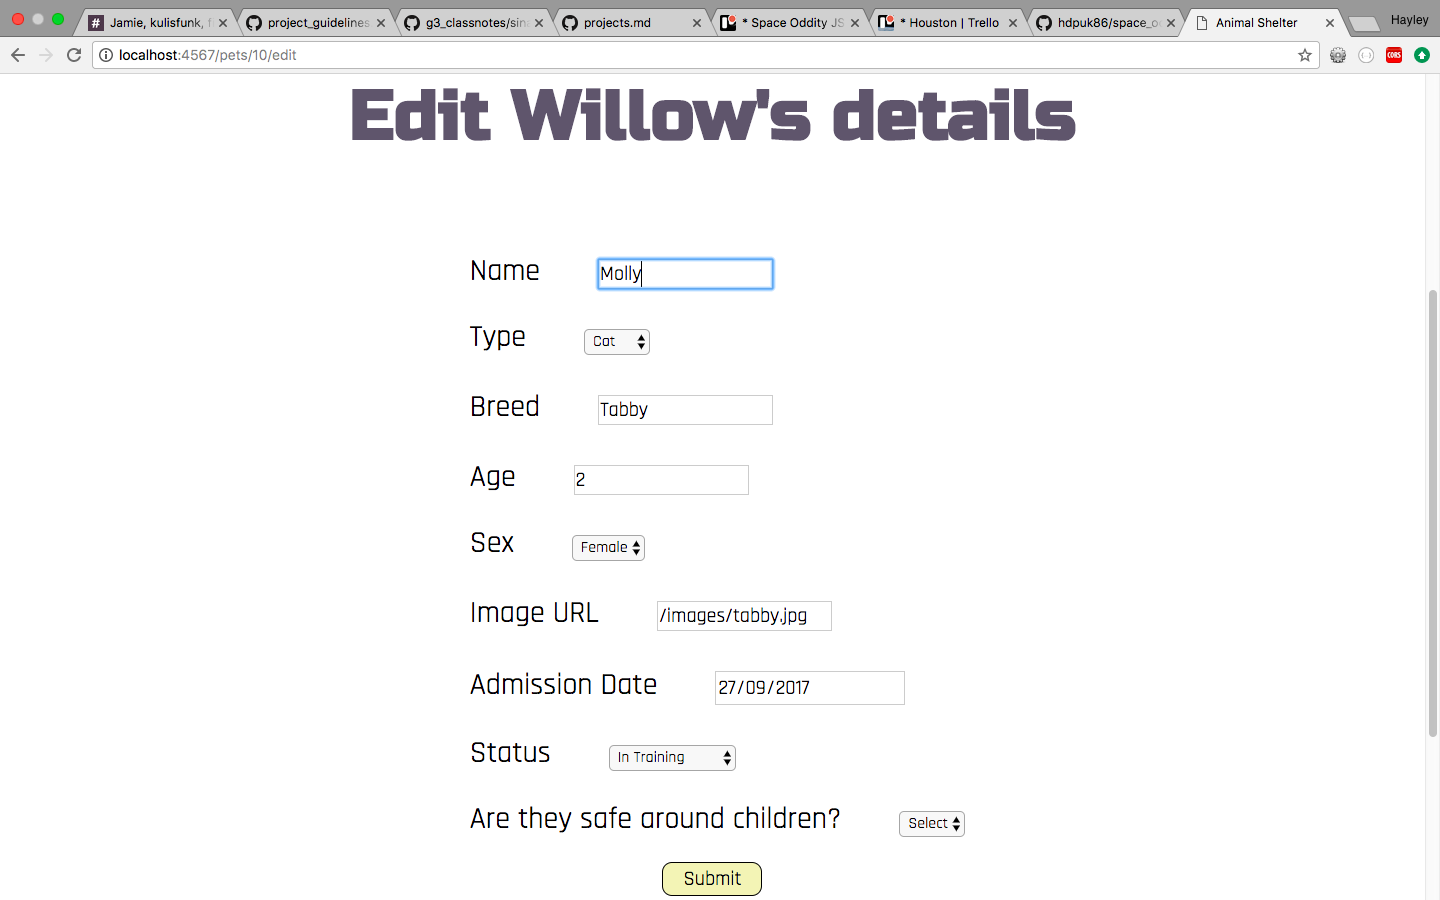 Jamie, kulisfunk, f
project_guidelines
g3_classnotes/sina
projects.md
* Space Oddity JS
* Houston | Trello
hdpuk86/space_o
Animal Shelter
Hayley
localhost:4567/pets/10/edit
CORS
Edit Willow's details
Name Molly
Type Cat
Breed Tabby
Age 2
Sex Female
Image URL /images/tabby.jpg
Admission Date 27/09/2017
Status In Training
Are they safe around children? Select
Submit